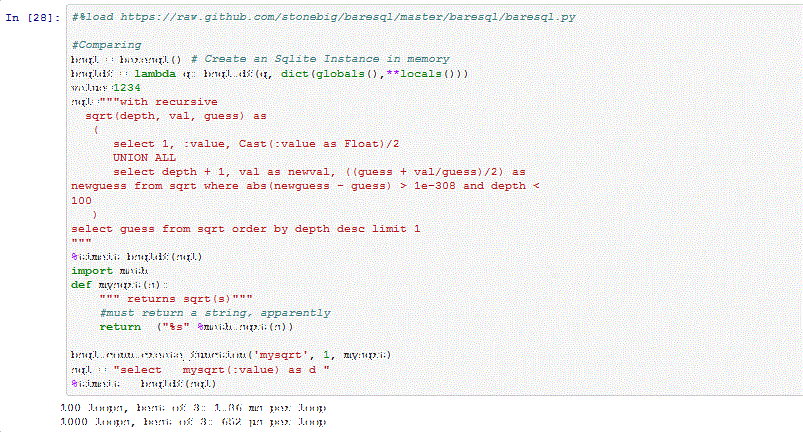 In [28]: #%load https://raw.github.com/stonebig/baresql/master/baresql/baresql.py
#Comparing
bsql = baresql() # Create an Sqlite Instance in memory
bsqldf = lambda q: bsql.df(q, dict(globals(),**locals()))
value=1234
sql="""with recursive
sqrt(depth, val, guess) as
(
select 1, :value, Cast(:value as Float)/2
UNION ALL
select depth + 1, val as newval, ((guess + val/guess)/2) as
newguess from sqrt where abs(newguess - guess) > 1e-308 and depth <
100
)
select guess from sqrt order by depth desc limit 1
"""
%timeit bsqldf(sql)
import math
def mysqrt(s):
""" returns sqrt(s)"""
#must return a string, apparently
return ("%s" %math.sqrt(s))
bsql.conn.create_function('mysqrt', 1, mysqrt)
sql = "select mysqrt(:value) as d "
%timeit bsqldf(sql)
100 loops, best of 3: 1.86 ms per loop
1000 loops, best of 3: 652 µs per loop